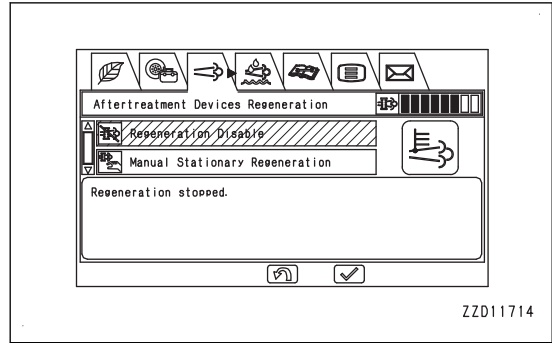 Aftertreatment Devices Regeneration
Regeneration Disable
Manual Stationary Regeneration
Regeneration stopped.
ZZD11714